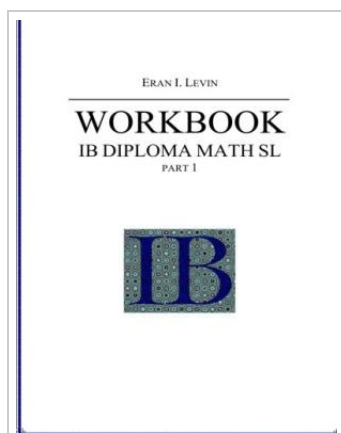 ERAN I. LEVIN
WORKBOOK
IB DIPLOMA MATH SL
PART 1
IB